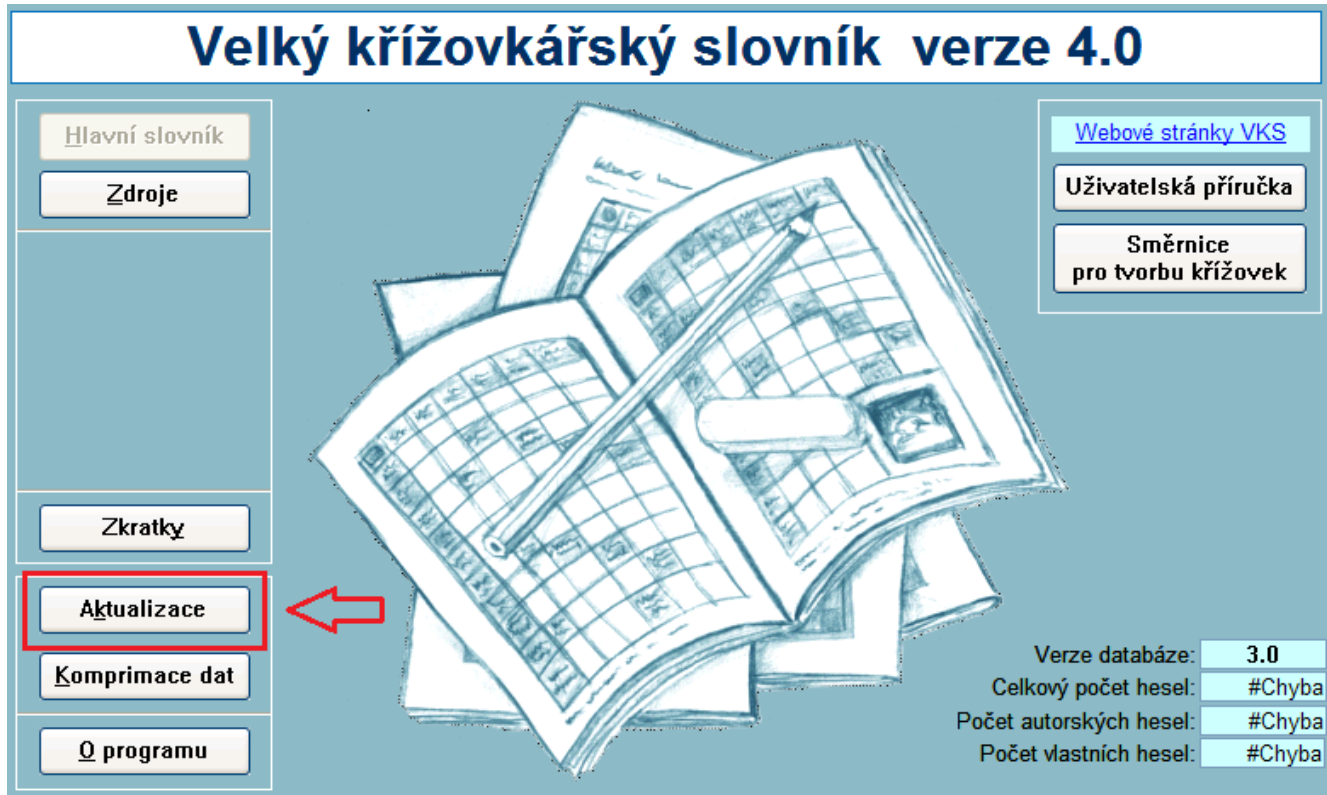 Velký křížovkářský slovník verze 4.0
Hlavní slovník
Zdroje
Zkratky
Aktualizace
Komprimace dat
O programu
Webové stránky VKS
Uživatelská příručka
Směrnice
pro tvorbu křížovek
Verze databáze: 3.0
Celkový počet hesel: #Chyba
Počet autorských hesel: #Chyba
Počet vlastních hesel: #Chyba